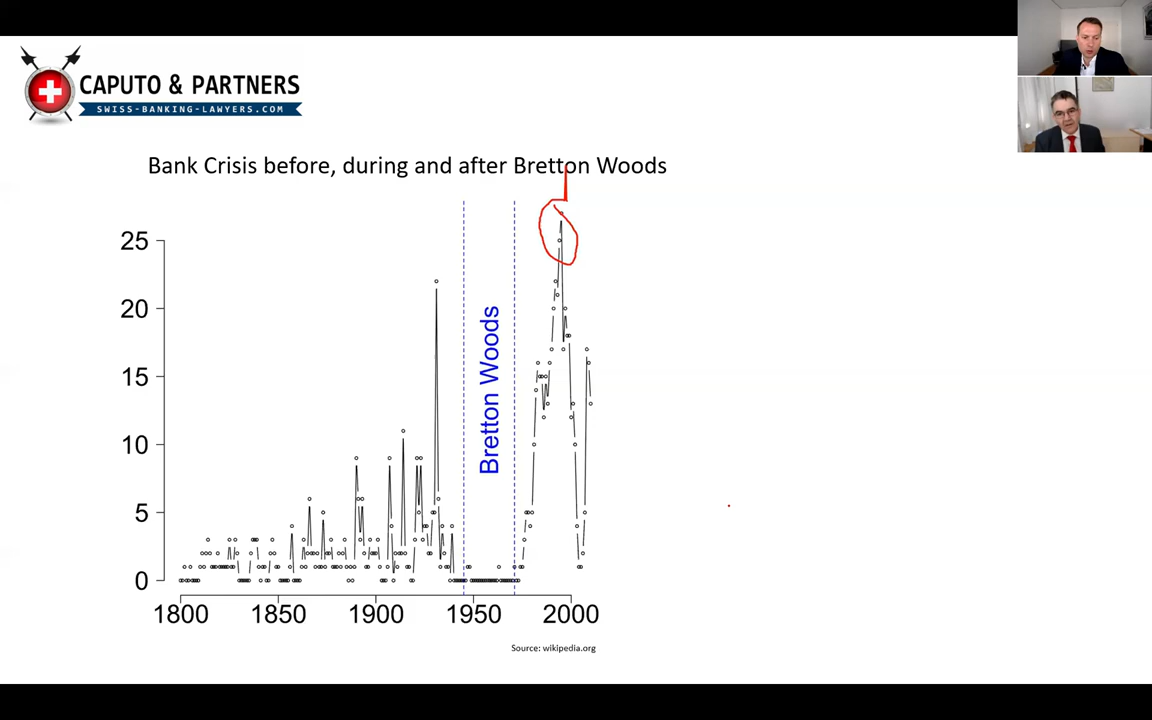 CAPUTO & PARTNERS
SWISS-BANKING-LAWYERS.COM
Bank Crisis before, during and after Bretton Woods
25
20
15
10
5
0
Bretton Woods
1800 1850 1900 1950 2000
Source: wikipedia.org